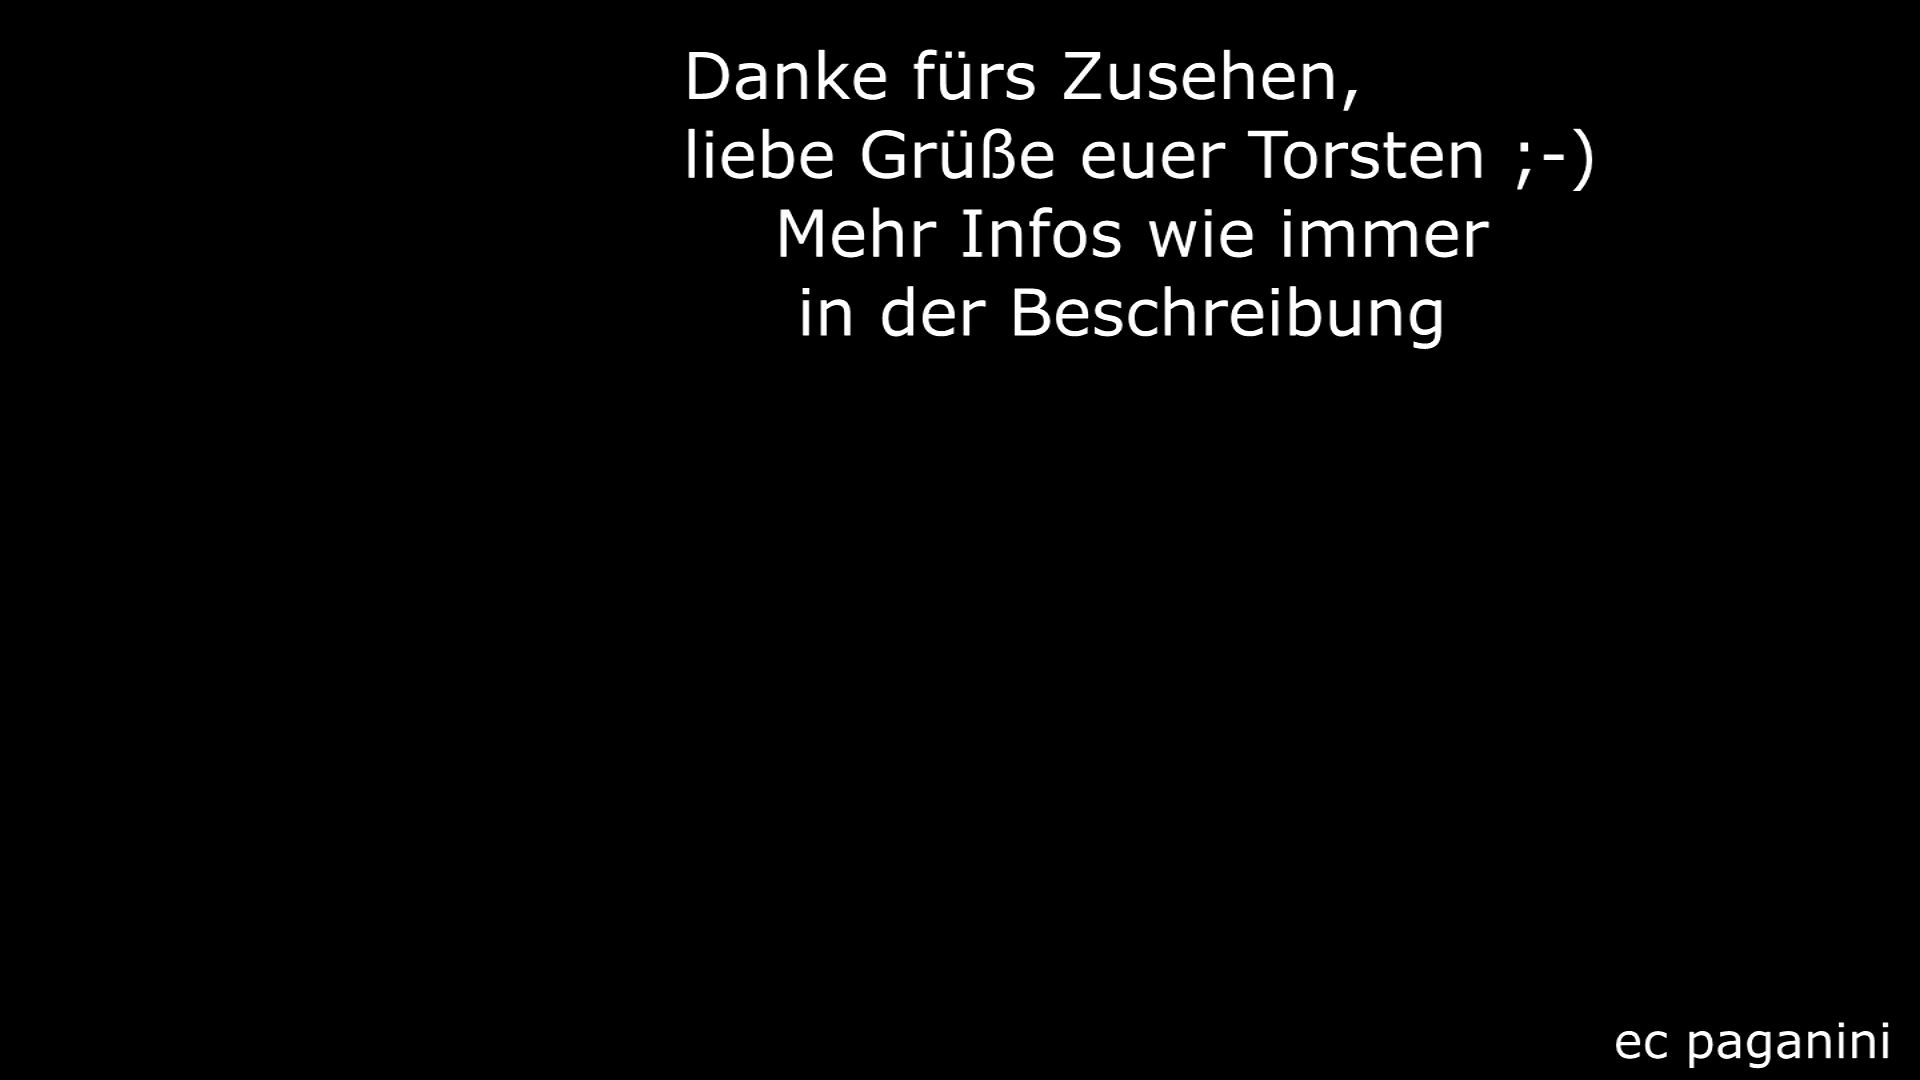 Danke fürs Zusehen,
liebe Grüße euer Torsten ;-)
Mehr Infos wie immer
in der Beschreibung
ec paganini